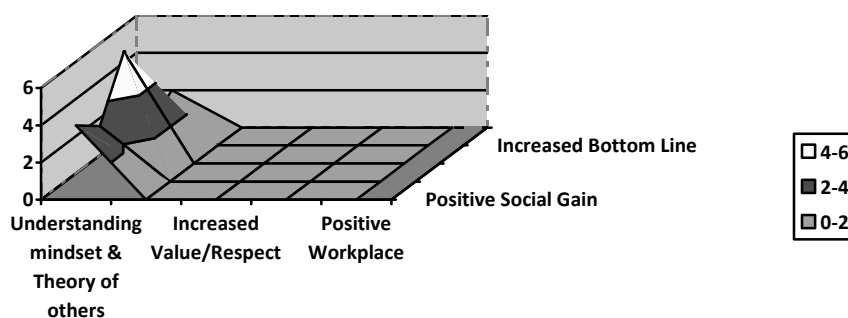 6
4
2
0
Understanding
mindset &
Theory of
others
Increased
Value/Respect
Positive
Workplace
Positive Social Gain
Increased Bottom Line
4-6
2-4
0-2